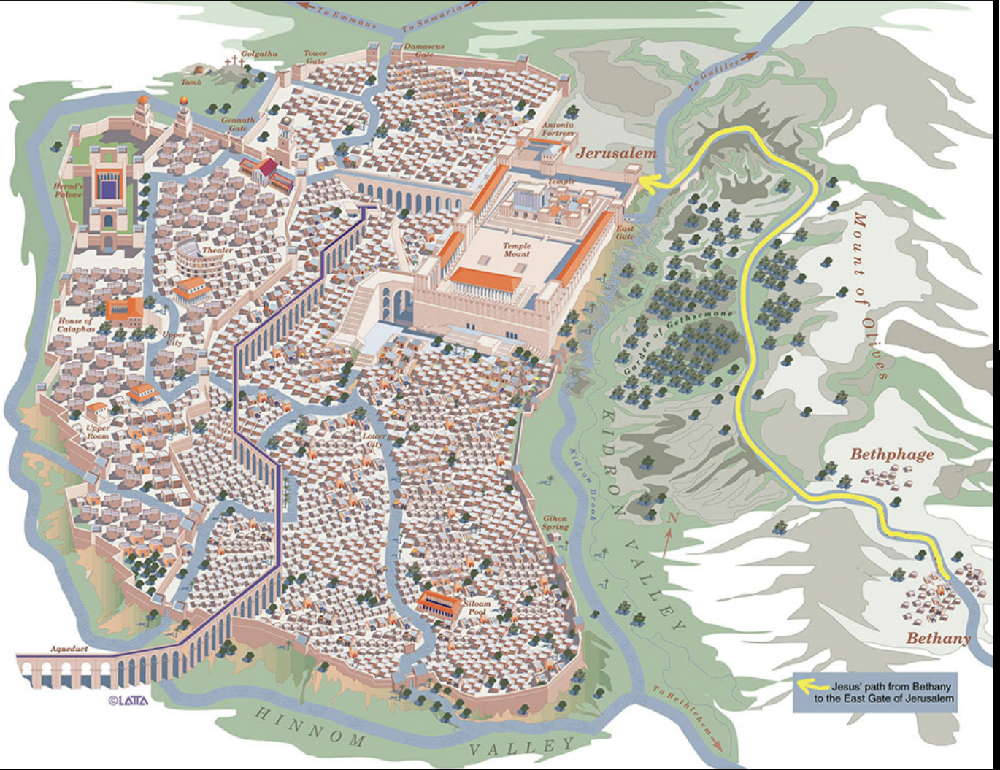 To Emmaus
To Samaria
Golgatha
Tower
Gate
Damascus
Gate
To Galilee
Tomb
Gennath
Gate
Antonia
Fortress
Jerusalem
Herod's
Palace
Temple
East
Gate
Theater
Temple
Mount
Mount of Olives
House of
Caiaphas
Upper
City
Garden of Gethsemane
Upper
Room
Lower
City
Kidron Brook
KIDRON VALLEY
Bethphage
Gihon
Spring
N
Siloam
Pool
Bethany
Aqueduct
©LATTA
To Bethlehem
Jesus' path from Bethany
to the East Gate of Jerusalem
HINNOM VALLEY